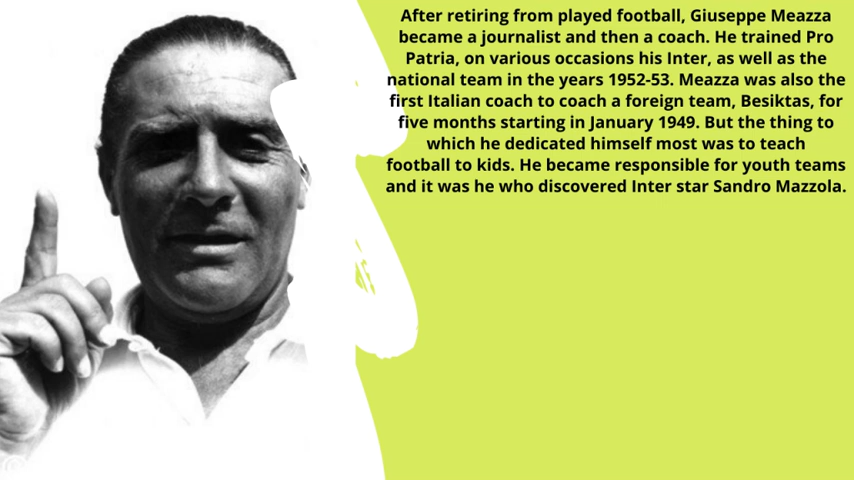 After retiring from played football, Giuseppe Meazza
became a journalist and then a coach. He trained Pro
Patria, on various occasions his Inter, as well as the
national team in the years 1952-53. Meazza was also the
first Italian coach to coach a foreign team, Besiktas, for
five months starting in January 1949. But the thing to
which he dedicated himself most was to teach
football to kids. He became responsible for youth teams
and it was he who discovered Inter star Sandro Mazzola.